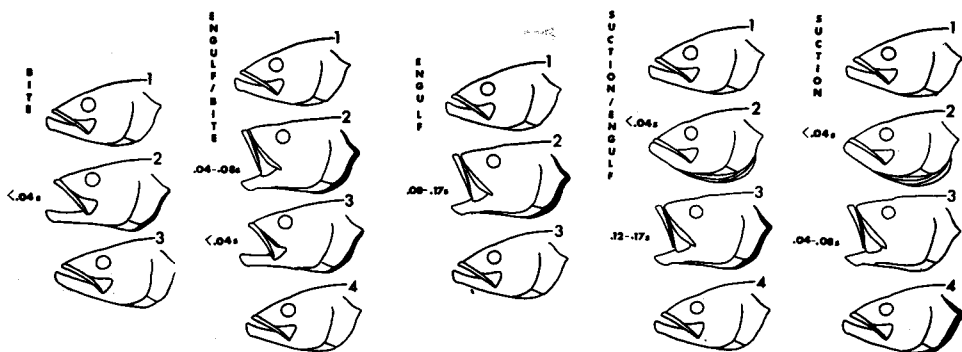 BITE
1
2
<.04s
3
ENGULF/BITE
1
2
.04-.08s
3
<.04s
4
ENGULF
1
2
.08-.17s
3
SUCTION/ENGULF
1
2
<.04s
3
.12-.17s
4
SUCTION
1
2
<.04s
3
.04-.08s
4